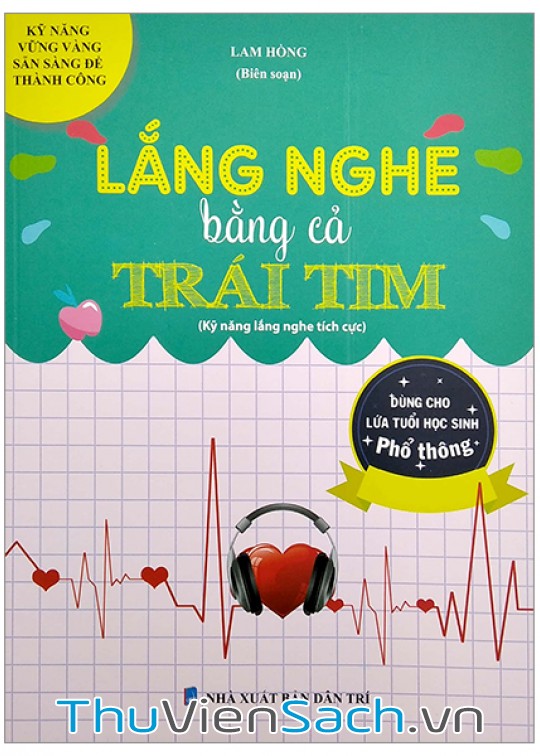 KỸ NĂNG
VỮNG VÀNG
SẴN SÀNG ĐỂ
THÀNH CÔNG
LAM HỒNG
(Biên soạn)
LẮNG NGHE
bằng cả
TRÁI TIM
(Kỹ năng lắng nghe tích cực)
DÙNG CHO
LỨA TUỔI HỌC SINH
Phổ thông
NHÀ XUẤT BẢN DÂN TRÍ
ThuVienSach.vn